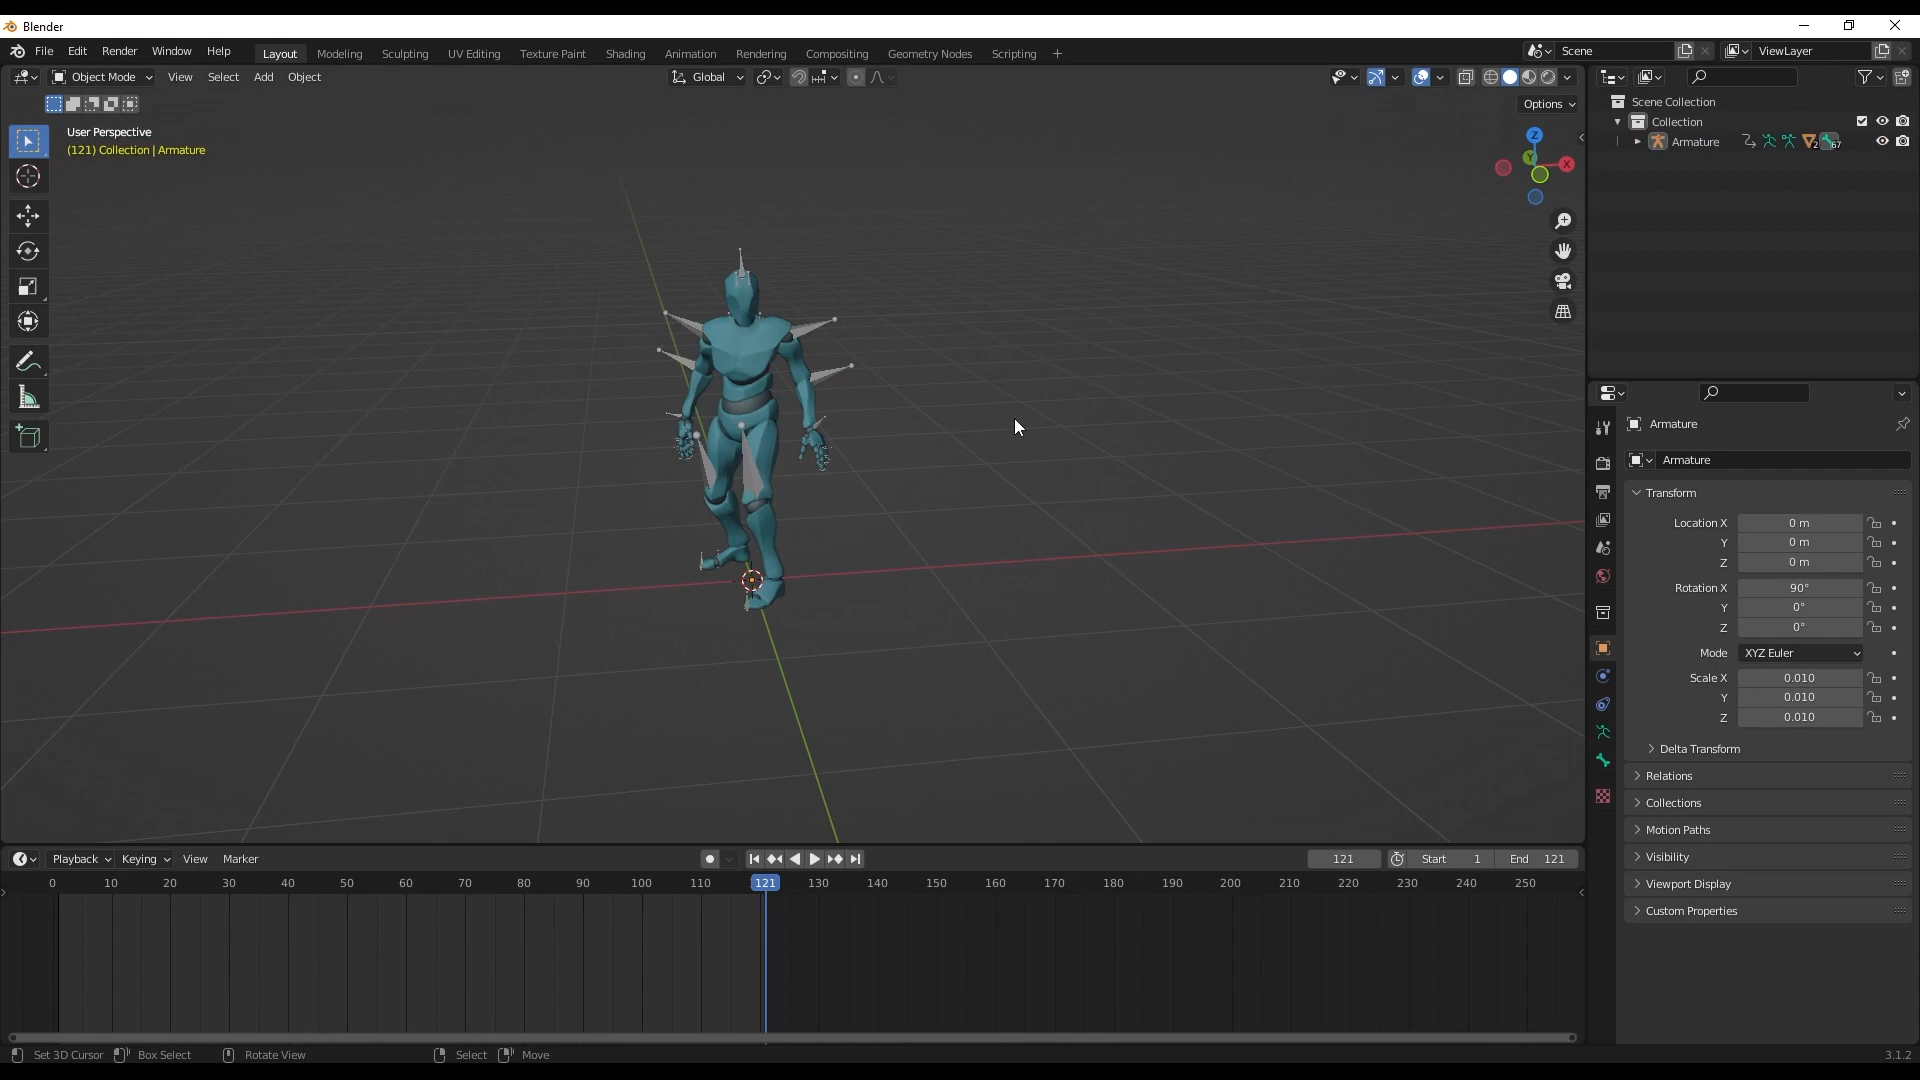 Blender
File Edit Render Window Help Layout Modeling Sculpting UV Editing Texture Paint Shading Animation Rendering Compositing Geometry Nodes Scripting + Scene ViewLayer
Object Mode View Select Add Object Global
Options
User Perspective
(121) Collection | Armature
Z
Y
X
Scene Collection
Collection
Armature 2 67
Armature
Armature
Transform
Location X 0 m
Y 0 m
Z 0 m
Rotation X 90°
Y 0°
Z 0°
Mode XYZ Euler
Scale X 0.010
Y 0.010
Z 0.010
Delta Transform
Relations
Collections
Motion Paths
Visibility
Viewport Display
Custom Properties
Playback Keying View Marker 121 Start 1 End 121
0 10 20 30 40 50 60 70 80 90 100 110 121 130 140 150 160 170 180 190 200 210 220 230 240 250
Set 3D Cursor Box Select Rotate View Select Move 3.1.2